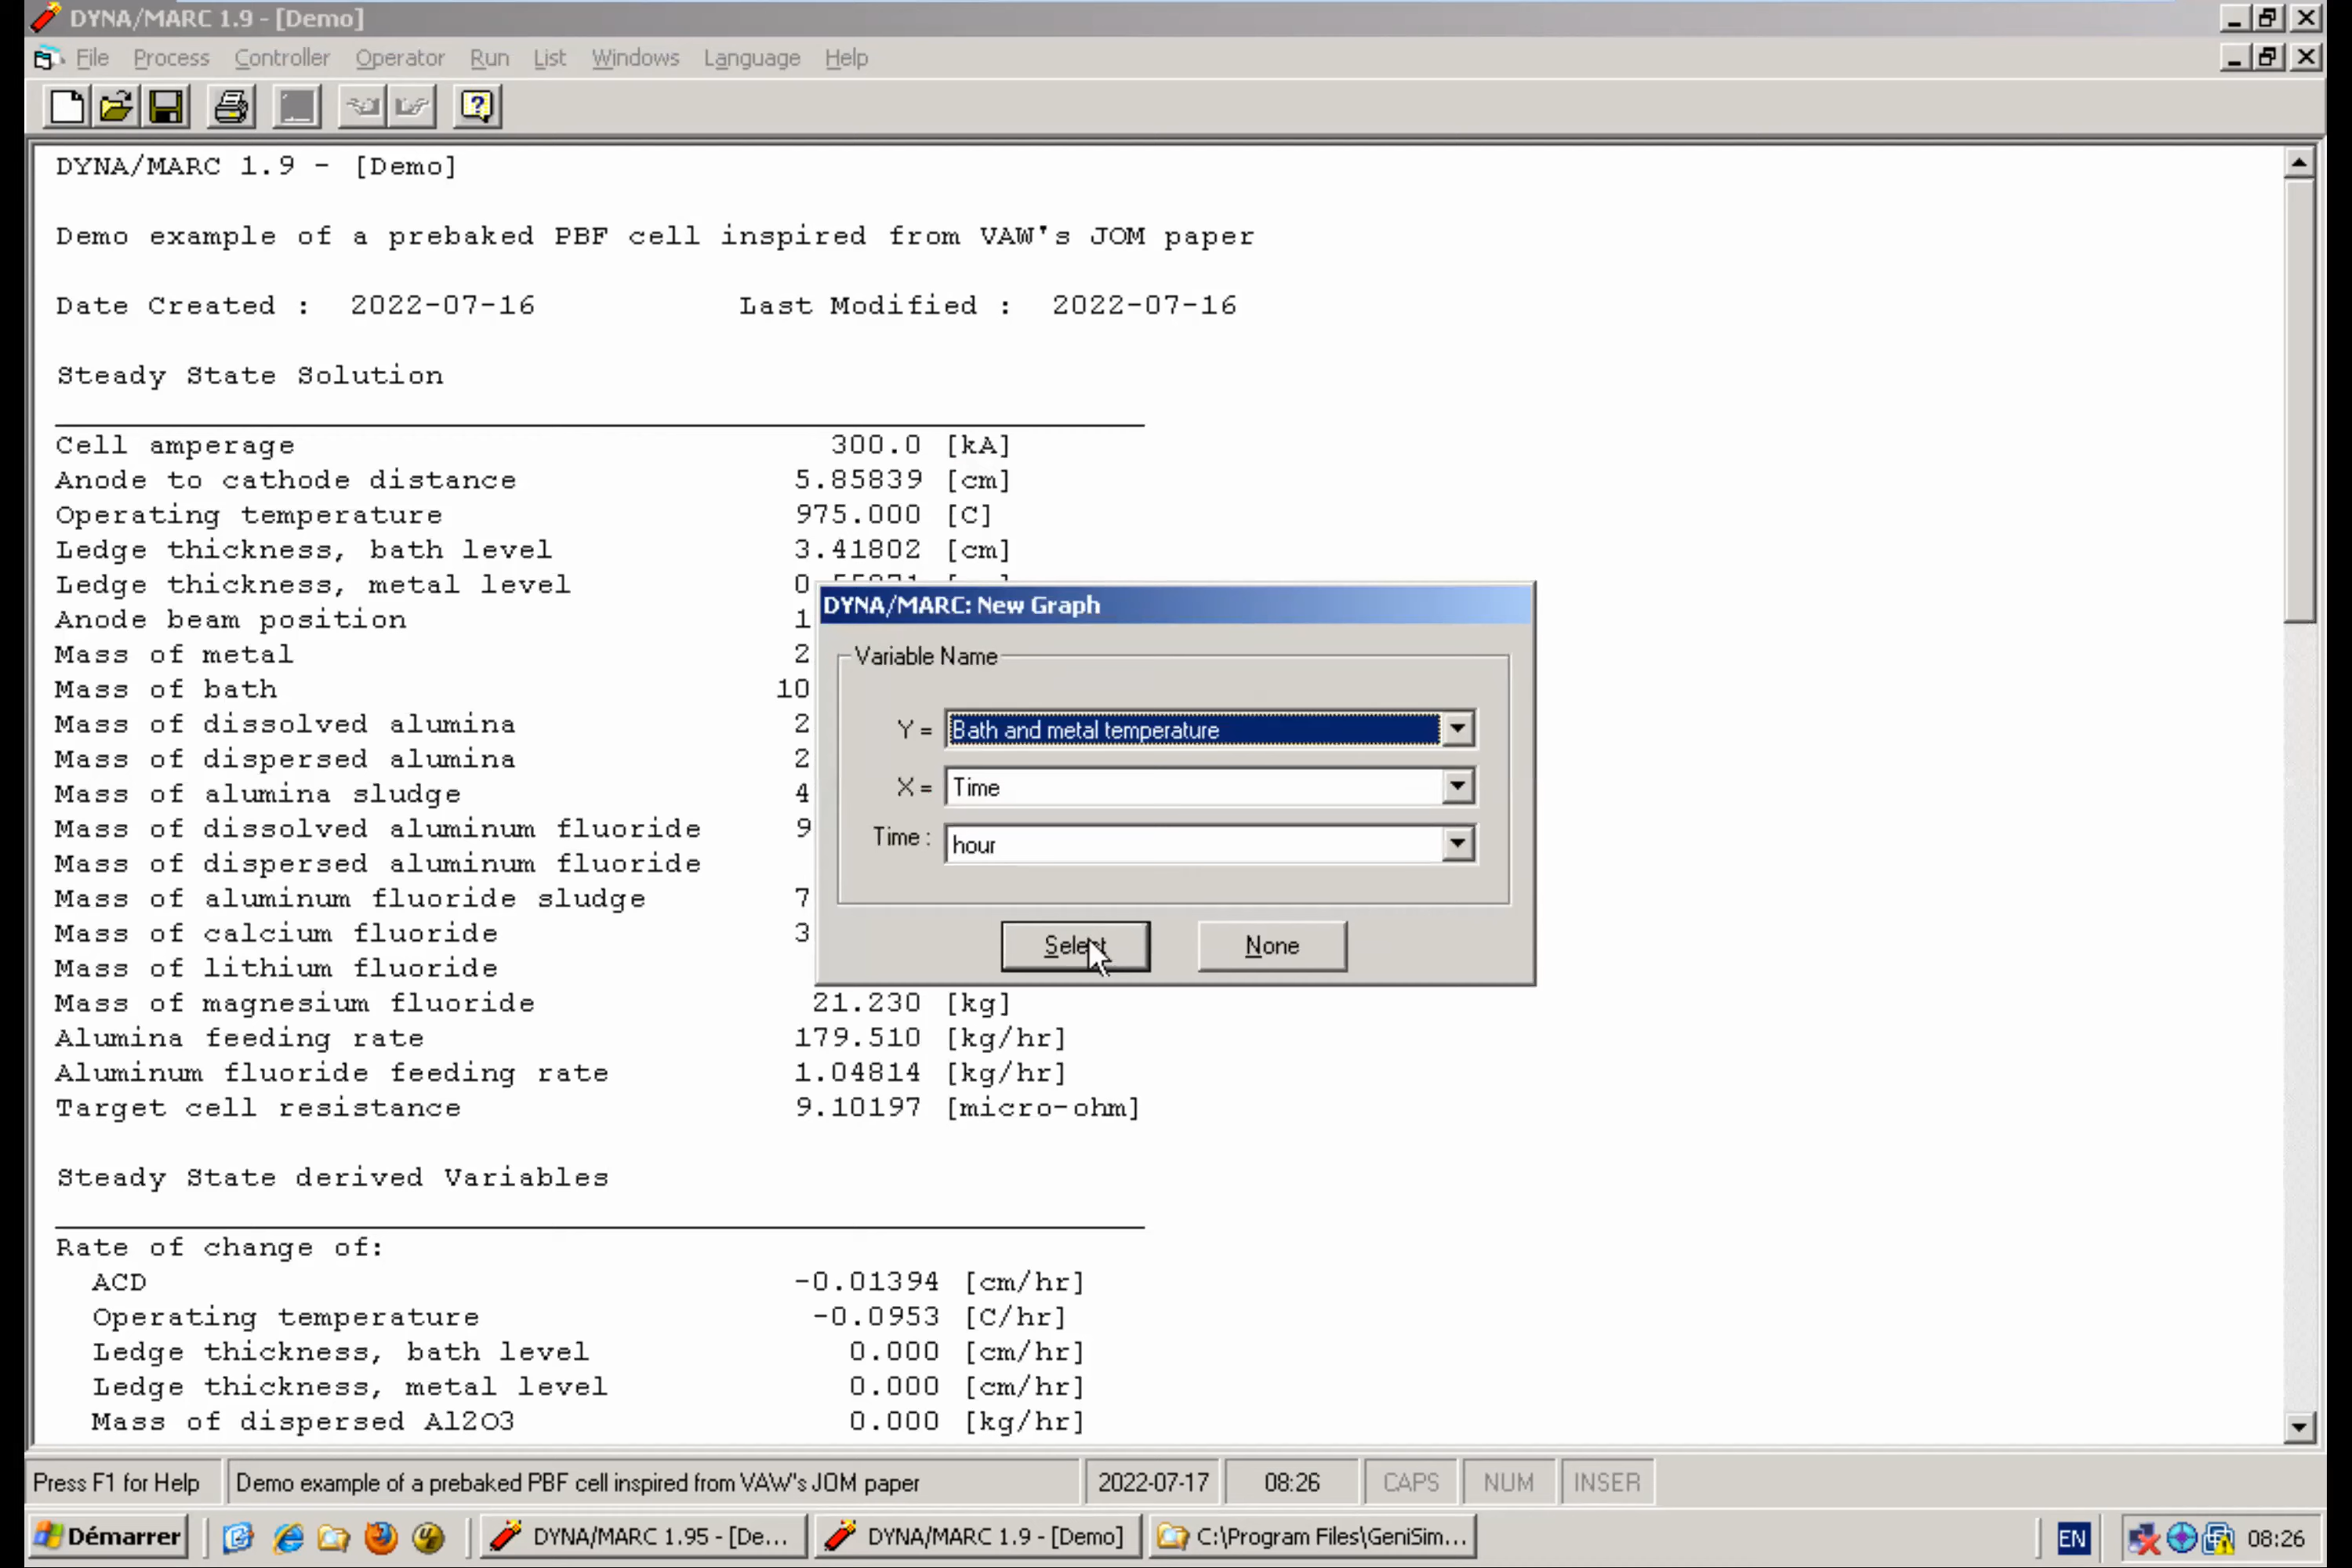 DYNA/MARC 1.9 - [Demo]
File Process Controller Operator Run List Windows Language Help
DYNA/MARC 1.9 - [Demo]
Demo example of a prebaked PBF cell inspired from VAW's JOM paper
Date Created : 2022-07-16 Last Modified : 2022-07-16
Steady State Solution
Cell amperage 300.0 [kA]
Anode to cathode distance 5.85839 [cm]
Operating temperature 975.000 [C]
Ledge thickness, bath level 3.41802 [cm]
Ledge thickness, metal level 0
Anode beam position 1
Mass of metal 2
Mass of bath 10
Mass of dissolved alumina 2
Mass of dispersed alumina 2
Mass of alumina sludge 4
Mass of dissolved aluminum fluoride 9
Mass of dispersed aluminum fluoride
Mass of aluminum fluoride sludge 7
Mass of calcium fluoride 3
Mass of lithium fluoride
Mass of magnesium fluoride 21.230 [kg]
Alumina feeding rate 179.510 [kg/hr]
Aluminum fluoride feeding rate 1.04814 [kg/hr]
Target cell resistance 9.10197 [micro-ohm]
Steady State derived Variables
Rate of change of:
ACD -0.01394 [cm/hr]
Operating temperature -0.0953 [C/hr]
Ledge thickness, bath level 0.000 [cm/hr]
Ledge thickness, metal level 0.000 [cm/hr]
Mass of dispersed Al2O3 0.000 [kg/hr]
DYNA/MARC: New Graph
Variable Name
Y = Bath and metal temperature
X = Time
Time : hour
Select None
Press F1 for Help Demo example of a prebaked PBF cell inspired from VAW's JOM paper 2022-07-17 08:26 CAPS NUM INSER
Démarrer DYNA/MARC 1.95 - [De... DYNA/MARC 1.9 - [Demo] C:\Program Files\GeniSim... EN 08:26